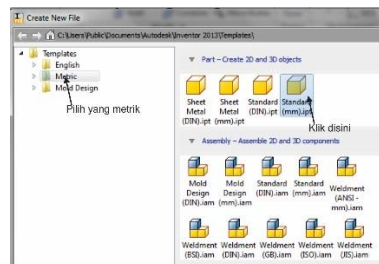 Create New File
C:\Users\Public\Documents\Autodesk\Inventor 2013\Templates\
Templates
English
Metric
Mold Design
Pilih yang metrik
Part – Create 2D and 3D objects
Sheet Metal (DIN).ipt
Sheet Metal (mm).ipt
Standard (DIN).ipt
Standard (mm).ipt
Klik disini
Assembly – Assemble 2D and 3D components
Mold Design (DIN).iam
Mold Design (mm).iam
Standard (DIN).iam
Standard (mm).iam
Weldment (ANSI - mm).iam
Weldment (BSI).iam
Weldment (DIN).iam
Weldment (GB).iam
Weldment (ISO).iam
Weldment (JIS).iam